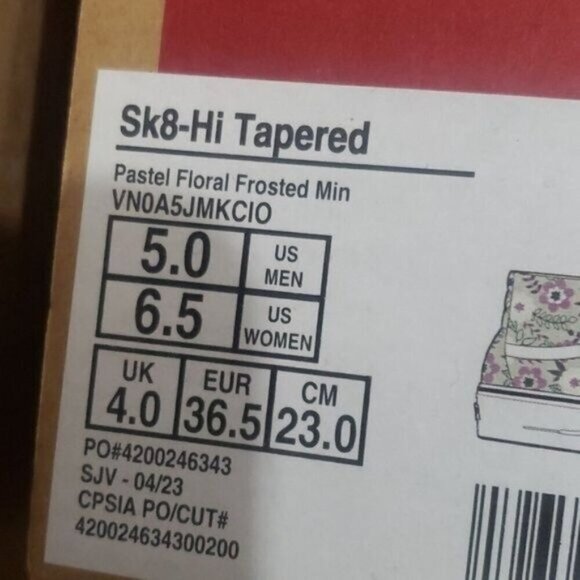 Sk8-Hi Tapered
Pastel Floral Frosted Min
VN0A5JMKCIO
5.0 US MEN
6.5 US WOMEN
UK EUR CM
4.0 36.5 23.0
PO#4200246343
SJV - 04/23
CPSIA PO/CUT#
420024634300200